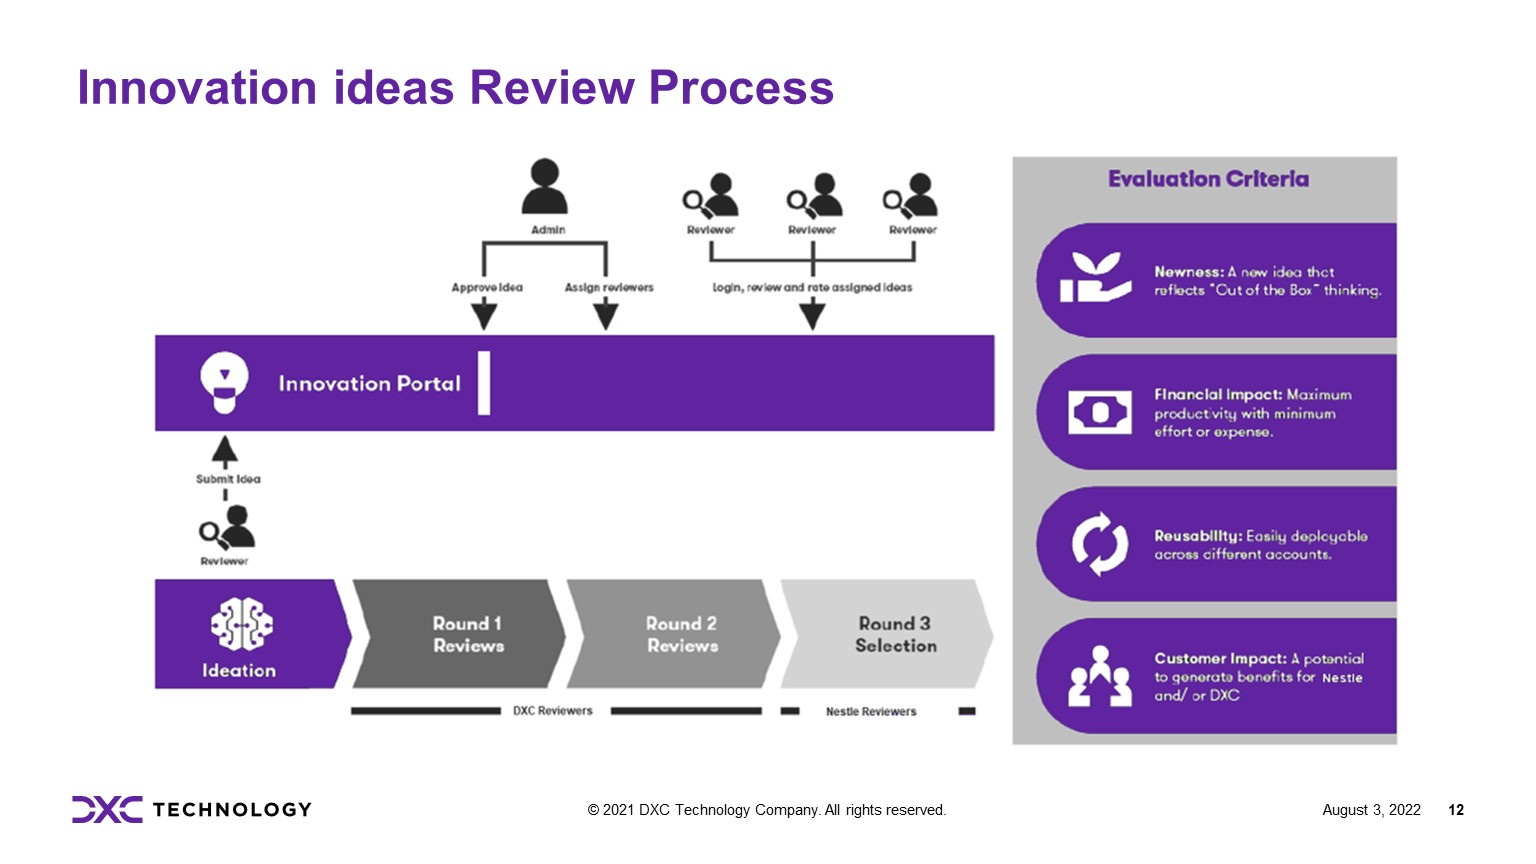 Innovation ideas Review Process
Admin
Reviewer
Reviewer
Reviewer
Approve Idea
Assign reviewers
Login, review and rate assigned ideas
Innovation Portal
Submit Idea
Reviewer
Ideation
Round 1
Reviews
Round 2
Reviews
Round 3
Selection
DXC Reviewers
Nestle Reviewers
Evaluation Criteria
Newness: A new idea that
reflects "Out of the Box" thinking.
Financial Impact: Maximum
productivity with minimum
effort or expense.
Reusability: Easily deployable
across different accounts.
Customer Impact: A potential
to generate benefits for Nestle
and/ or DXC
DXC TECHNOLOGY
© 2021 DXC Technology Company. All rights reserved.
August 3, 2022
12